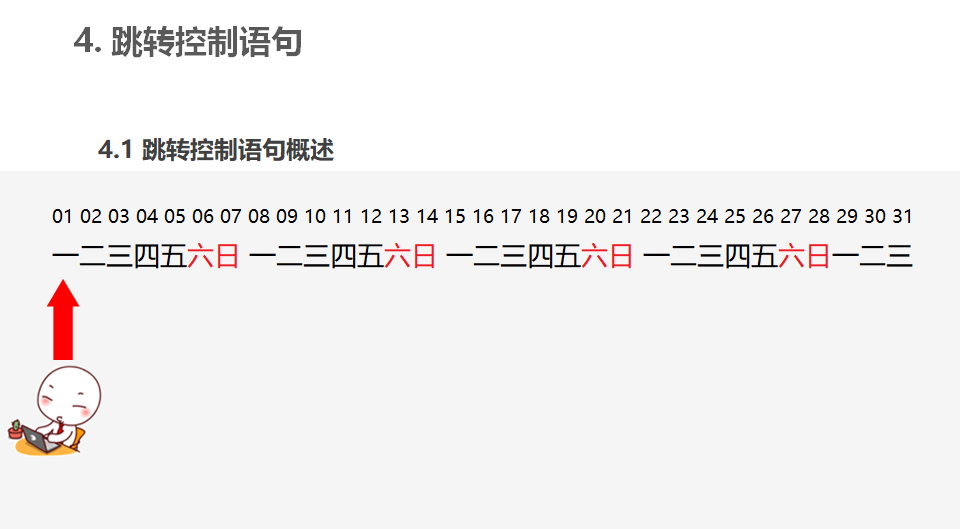 4. 跳转控制语句
4.1 跳转控制语句概述
01 02 03 04 05 06 07 08 09 10 11 12 13 14 15 16 17 18 19 20 21 22 23 24 25 26 27 28 29 30 31
一二三四五六日 一二三四五六日 一二三四五六日 一二三四五六日一二三